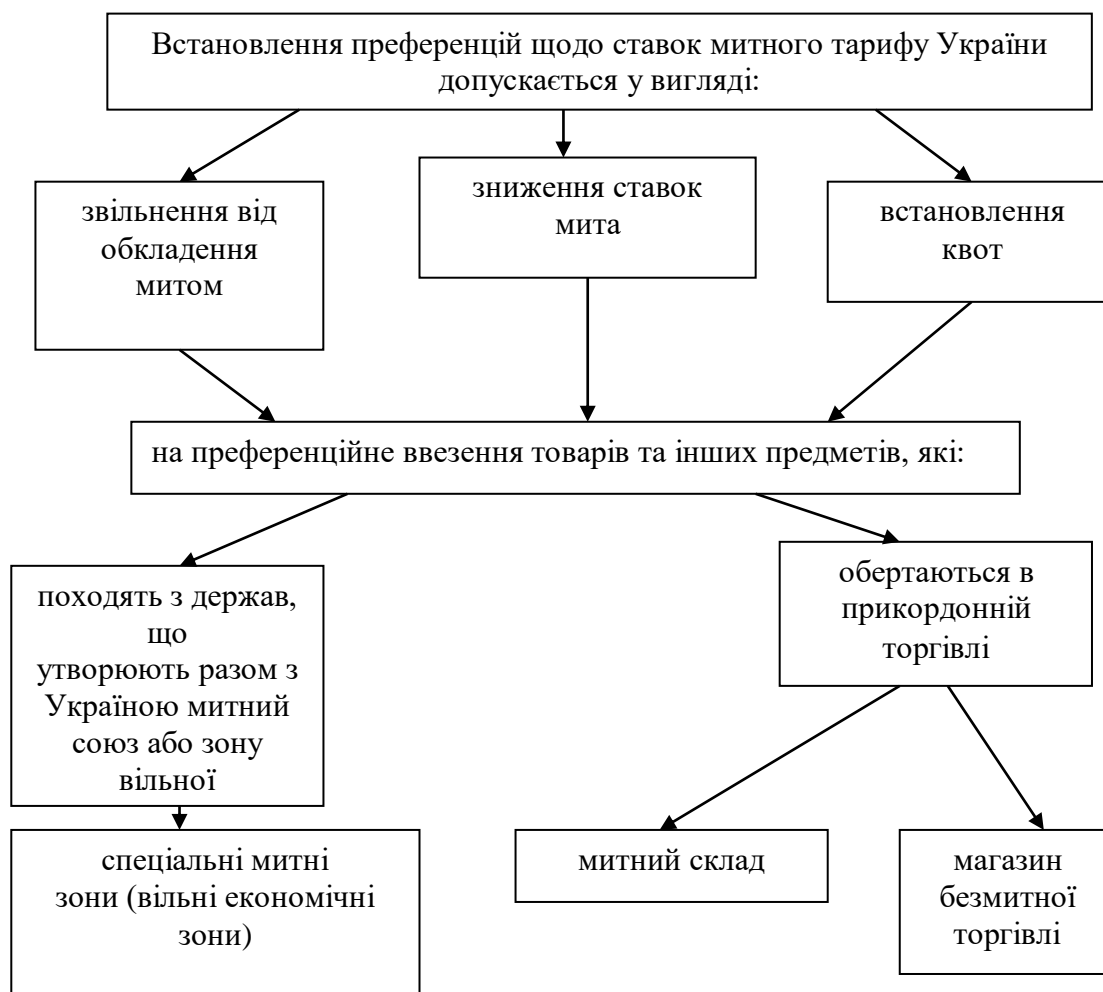 Встановлення преференцій щодо ставок митного тарифу України
допускається у вигляді:
звільнення від
обкладення
митом
зниження ставок
мита
встановлення
квот
на преференційне ввезення товарів та інших предметів, які:
походять з держав,
що
утворюють разом з
Україною митний
союз або зону
вільної
обертаються в
прикордонній
торгівлі
спеціальні митні
зони (вільні економічні
зони)
митний склад
магазин
безмитної
торгівлі